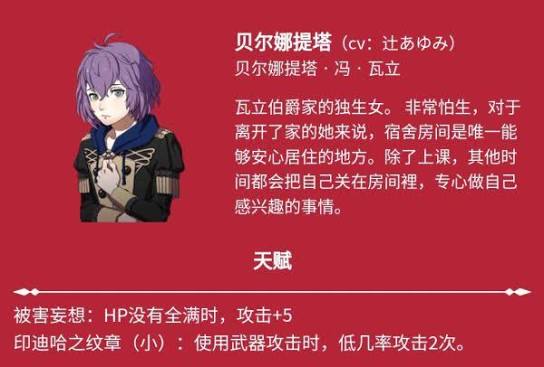 贝尔娜提塔（cv：辻あゆみ）
贝尔娜提塔·冯·瓦立
瓦立伯爵家的独生女。 非常怕生，对于
离开了家的她来说，宿舍房间是唯一能
够安心居住的地方。除了上课，其他时
间都会把自己关在房间裡，专心做自己
感兴趣的事情。
天赋
被害妄想：HP没有全满时，攻击+5
印迪哈之纹章（小）：使用武器攻击时，低几率攻击2次。